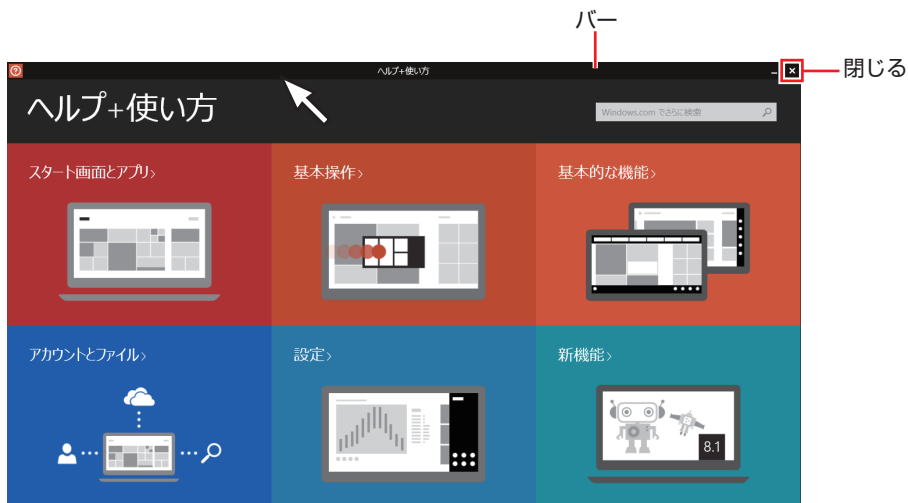 バー
閉じる
ヘルプ+使い方
ヘルプ+使い方
Windows.com でさらに検索
スタート画面とアプリ›
基本操作›
基本的な機能›
アカウントとファイル›
設定›
新機能›
8.1